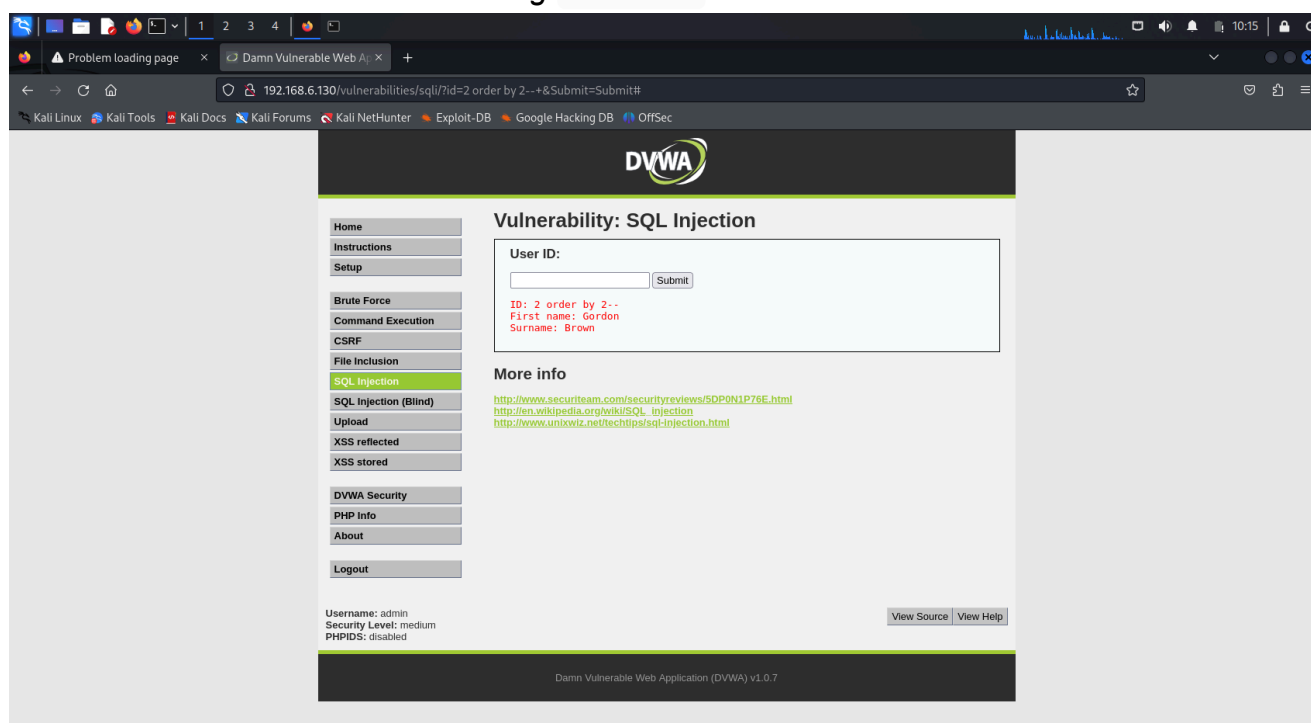 1 2 3 4
10:15
Problem loading page
Damn Vulnerable Web Ap
192.168.6.130/vulnerabilities/sqli/?id=2 order by 2--+&Submit=Submit#
Kali Linux Kali Tools Kali Docs Kali Forums Kali NetHunter Exploit-DB Google Hacking DB OffSec
DVWA
Home
Instructions
Setup
Brute Force
Command Execution
CSRF
File Inclusion
SQL Injection
SQL Injection (Blind)
Upload
XSS reflected
XSS stored
DVWA Security
PHP Info
About
Logout
Vulnerability: SQL Injection
User ID:
Submit
ID: 2 order by 2--
First name: Gordon
Surname: Brown
More info
http://www.securiteam.com/securityreviews/5DP0N1P76E.html
http://en.wikipedia.org/wiki/SQL_injection
http://www.unixwiz.net/techtips/sql-injection.html
Username: admin
Security Level: medium
PHPIDS: disabled
View Source View Help
Damn Vulnerable Web Application (DVWA) v1.0.7